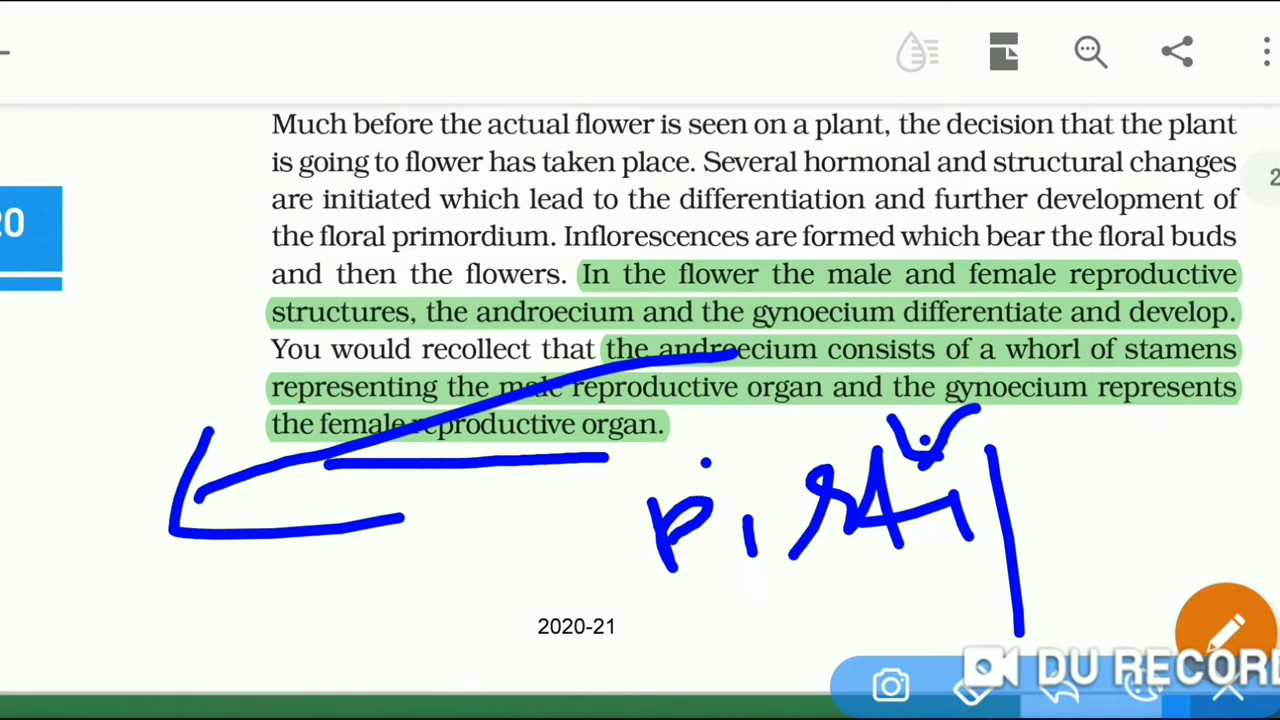 20
2
Much before the actual flower is seen on a plant, the decision that the plant
is going to flower has taken place. Several hormonal and structural changes
are initiated which lead to the differentiation and further development of
the floral primordium. Inflorescences are formed which bear the floral buds
and then the flowers. In the flower the male and female reproductive
structures, the androecium and the gynoecium differentiate and develop.
You would recollect that the androecium consists of a whorl of stamens
representing the male reproductive organ and the gynoecium represents
the female reproductive organ.
pistil
2020-21
DU RECORD